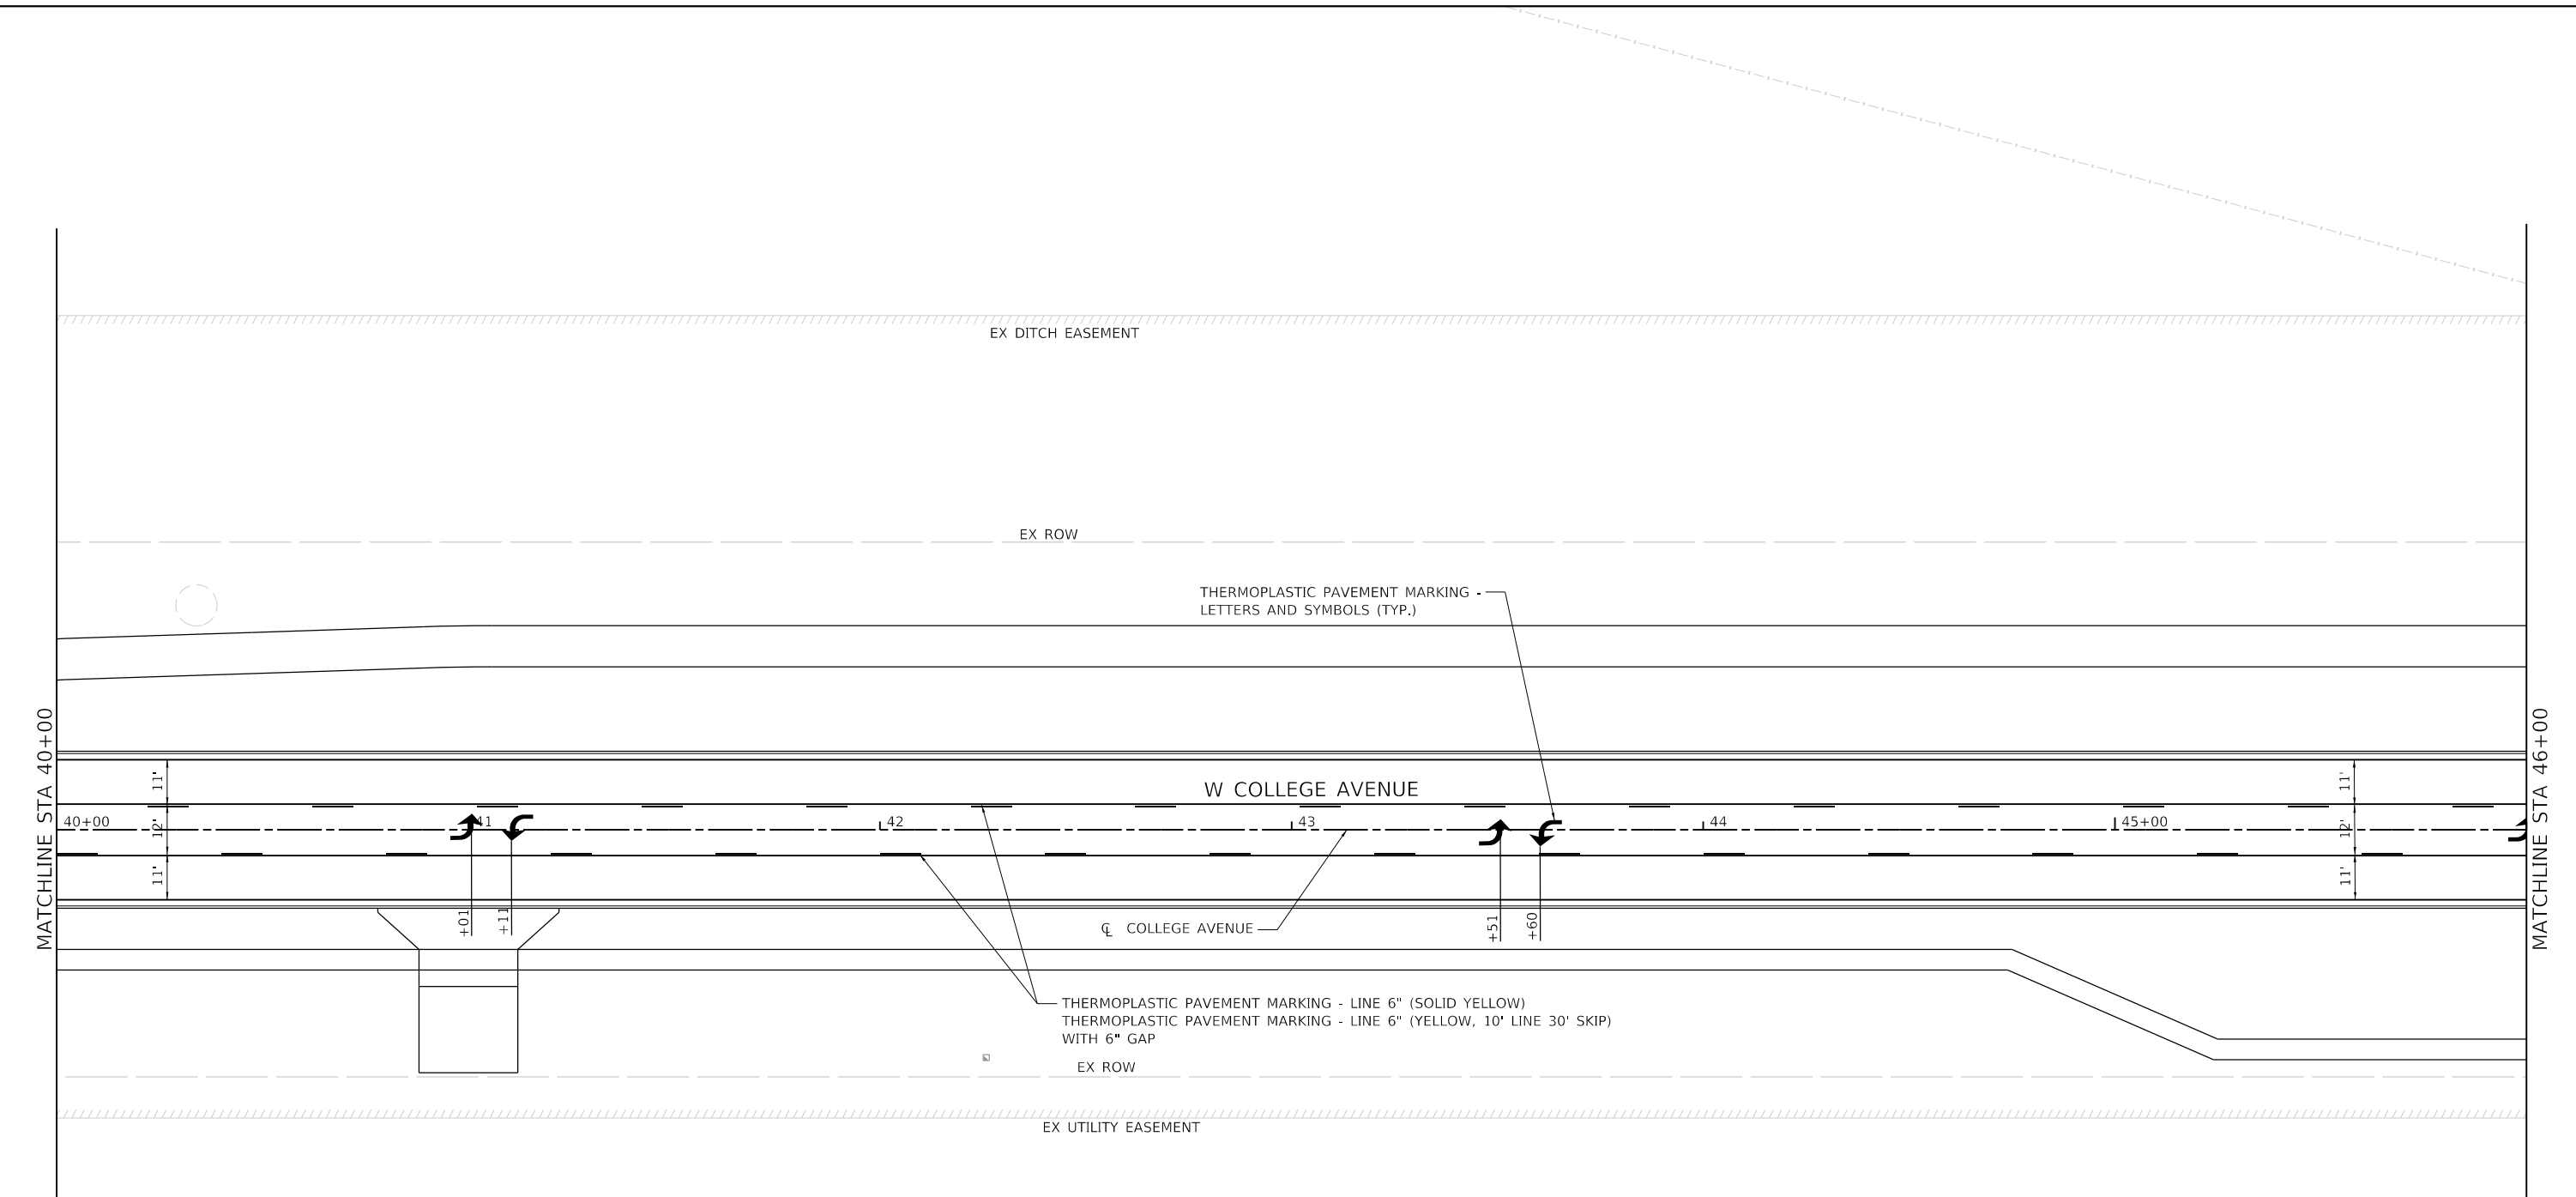 EX DITCH EASEMENT
EX ROW
THERMOPLASTIC PAVEMENT MARKING -
LETTERS AND SYMBOLS (TYP.)
MATCHLINE STA 40+00
MATCHLINE STA 46+00
11'
12'
11'
W COLLEGE AVENUE
11'
12'
11'
40+00
41
42
43
44
45+00
+01
+11
+51
+60
℄ COLLEGE AVENUE
THERMOPLASTIC PAVEMENT MARKING - LINE 6" (SOLID YELLOW)
THERMOPLASTIC PAVEMENT MARKING - LINE 6" (YELLOW, 10' LINE 30' SKIP)
WITH 6" GAP
EX ROW
EX UTILITY EASEMENT